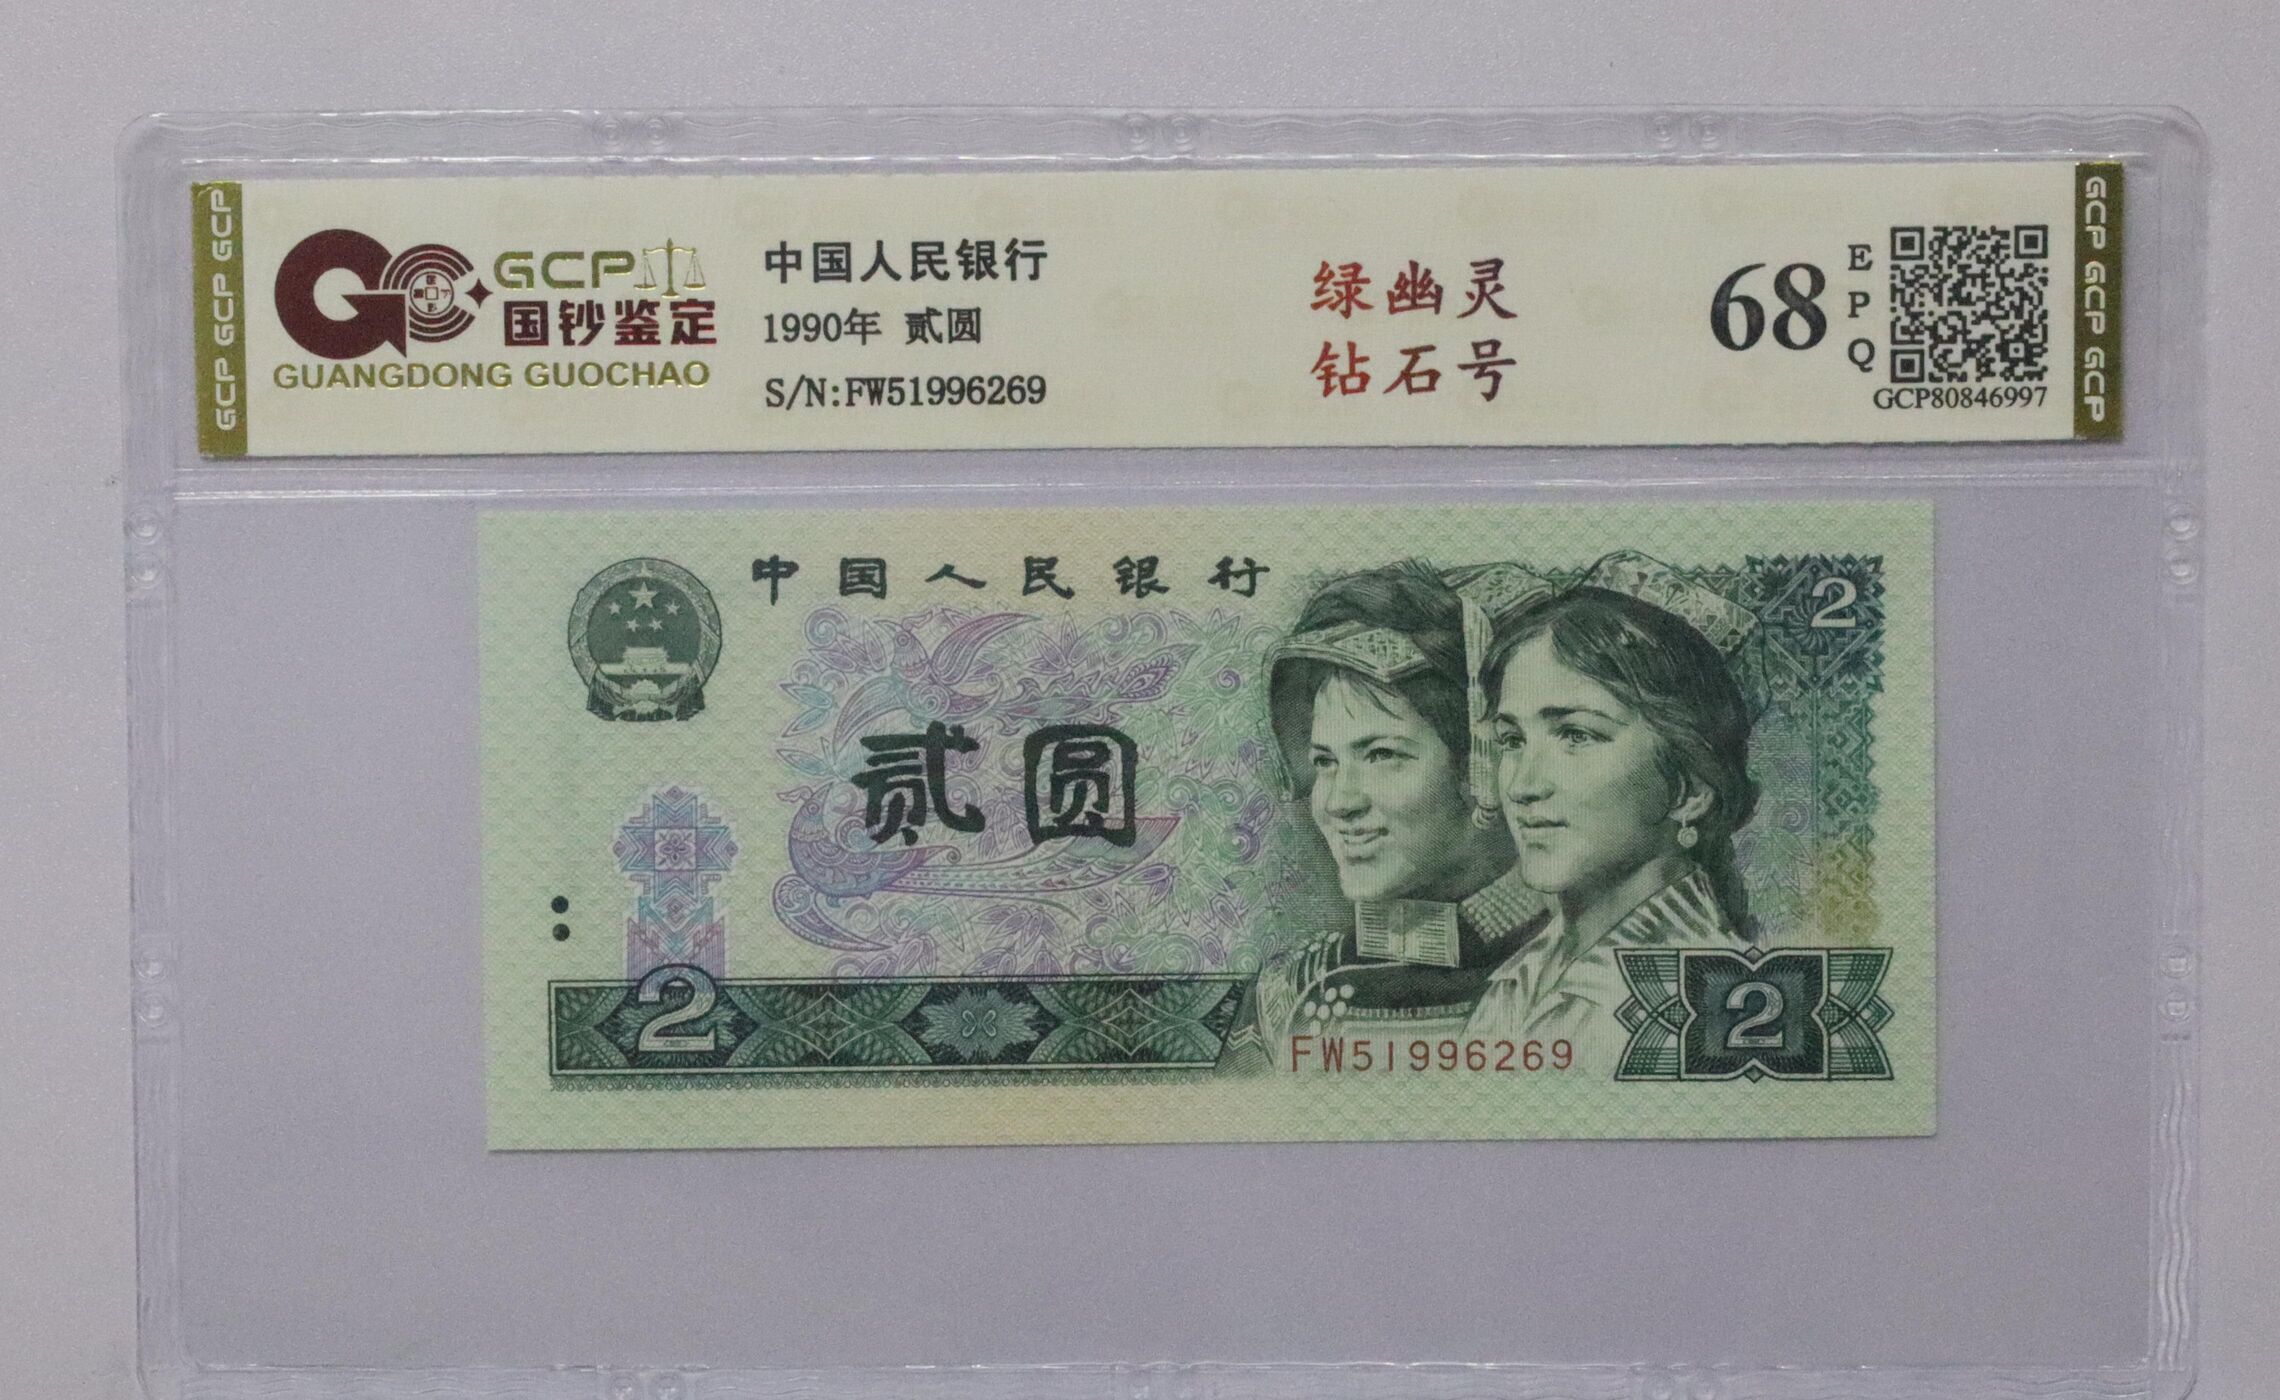 GCP GCP GCP
GCP
国钞鉴定
GUANGDONG GUOCHAO
中国人民银行
1990年 贰圆
S/N:FW51996269
绿幽灵
钻石号
68
EPQ
GCP80846997
GCP GCP GCP
中国人民银行
2
贰圆
2
FW51996269
2